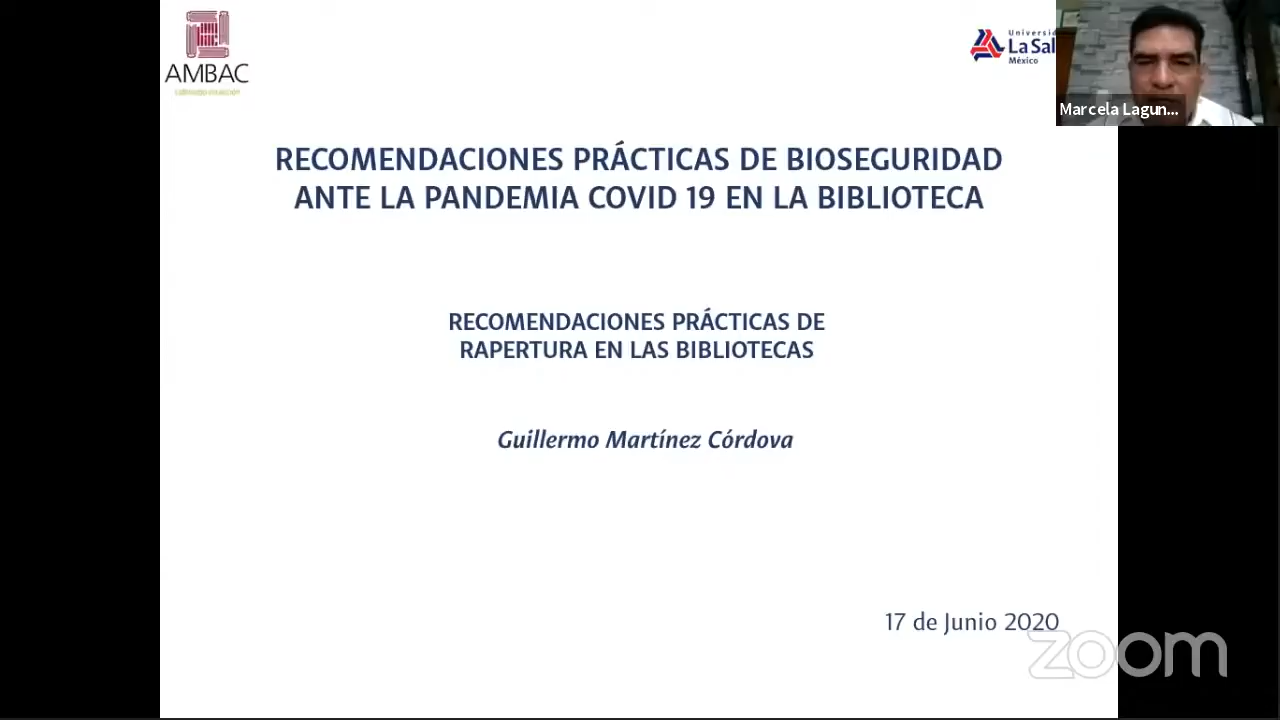 AMBAC
Universid
La Sal
México
Marcela Lagun...
RECOMENDACIONES PRÁCTICAS DE BIOSEGURIDAD
ANTE LA PANDEMIA COVID 19 EN LA BIBLIOTECA
RECOMENDACIONES PRÁCTICAS DE
RAPERTURA EN LAS BIBLIOTECAS
Guillermo Martínez Córdova
17 de Junio 2020
zoom